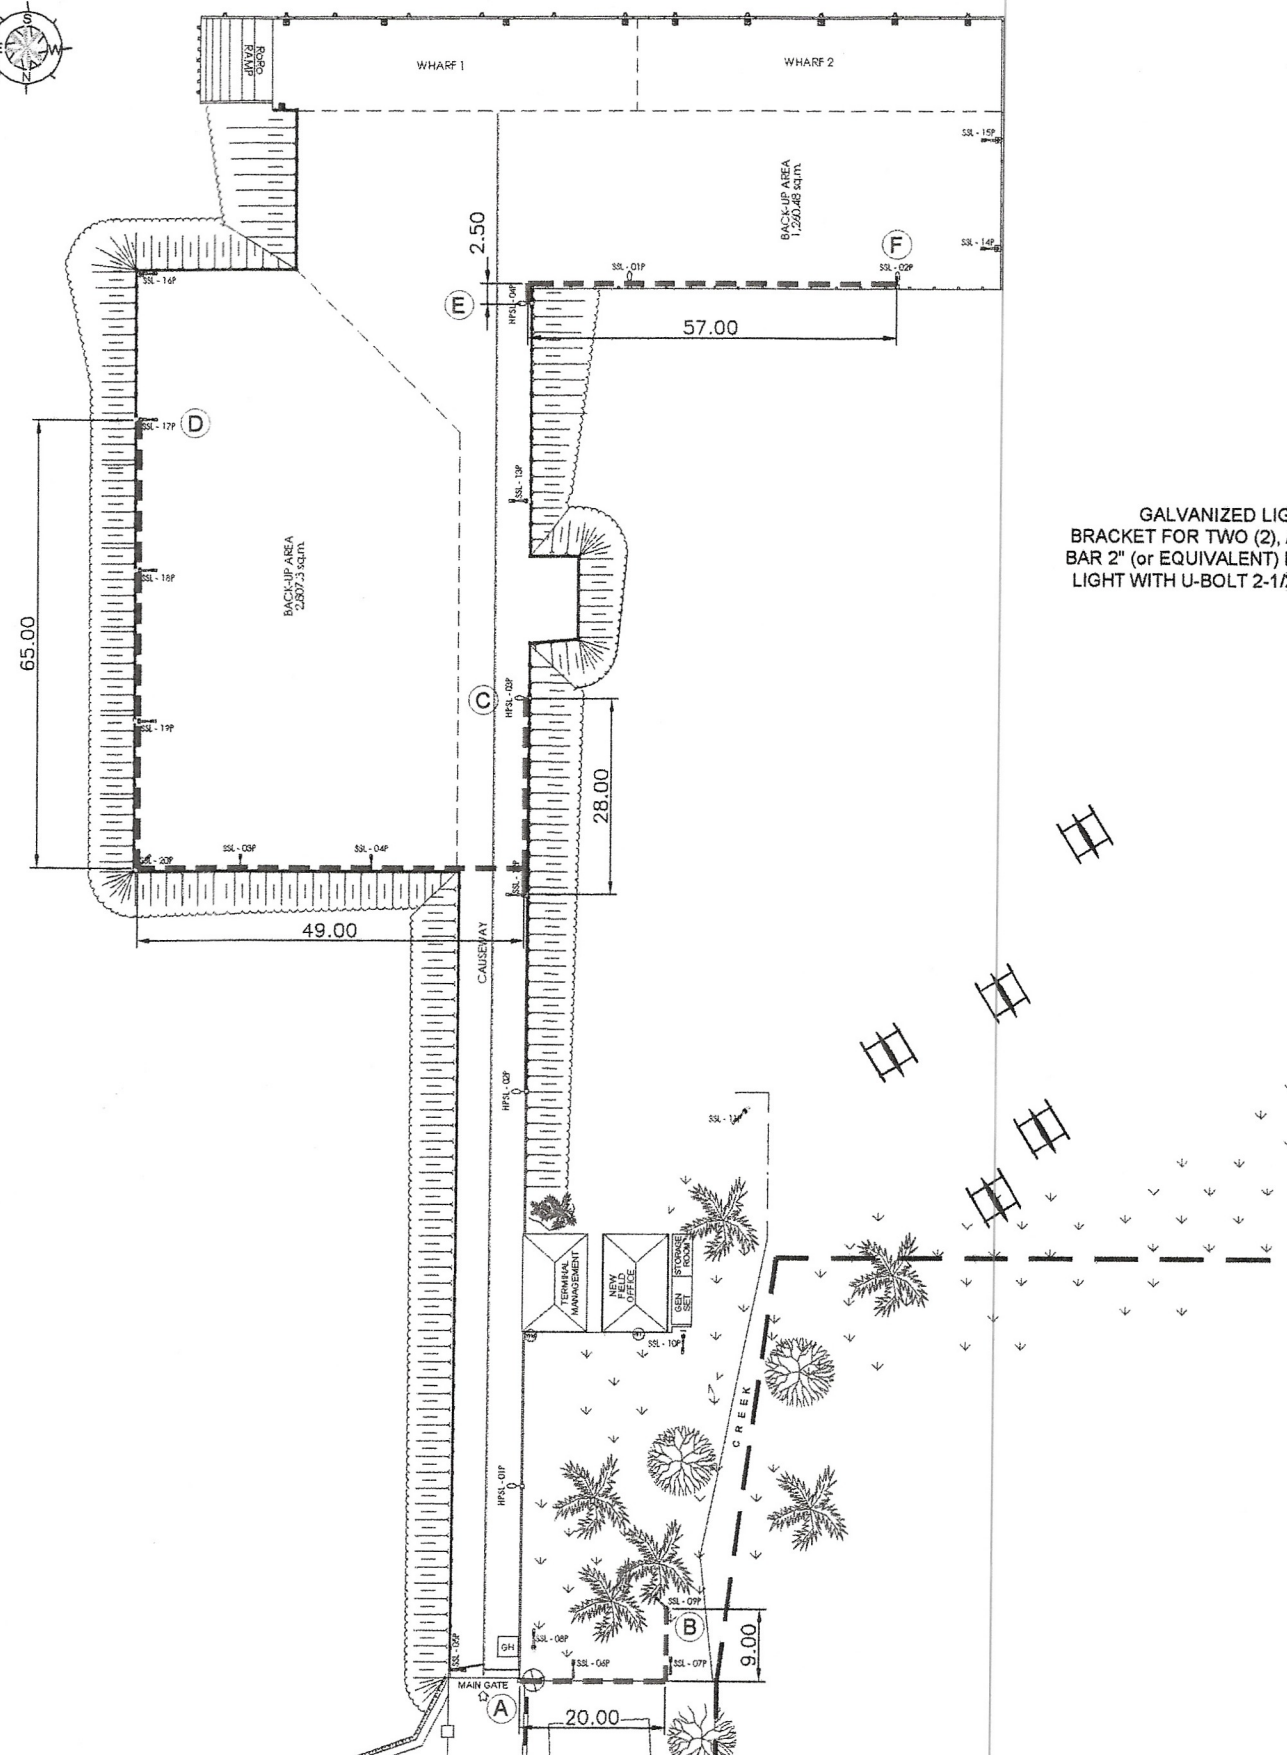 S
E
W
N
RORO
RAMP
WHARF 1
WHARF 2
SSL - 15P
BACK-UP AREA
1,260.48 sq.m.
2.50
F
SSL - 14P
SSL - 01P
SSL - 02P
SSL - 16P
E
HPSL - 04P
57.00
SSL - 17P
D
SSL - 13P
GALVANIZED LIG
BRACKET FOR TWO (2),
BAR 2" (or EQUIVALENT)
LIGHT WITH U-BOLT 2-1/
BACK-UP AREA
2,807.3 sq.m.
SSL - 18P
65.00
C
HPSL - 03P
SSL - 19P
28.00
SSL - 20P
SSL - 03P
SSL - 04P
SSL -
49.00
CAUSEWAY
HPSL - 02P
SSL - 11P
TERMINAL
MANAGEMENT
NEW
FIELD
OFFICE
STORAGE
ROOM
GEN
SET
SSL - 10P
CREEK
HPSL - 01P
SSL - 09P
B
9.00
SSL - 05P
GH
SSL - 08P
SSL - 06P
SSL - 07P
MAIN GATE
A
20.00